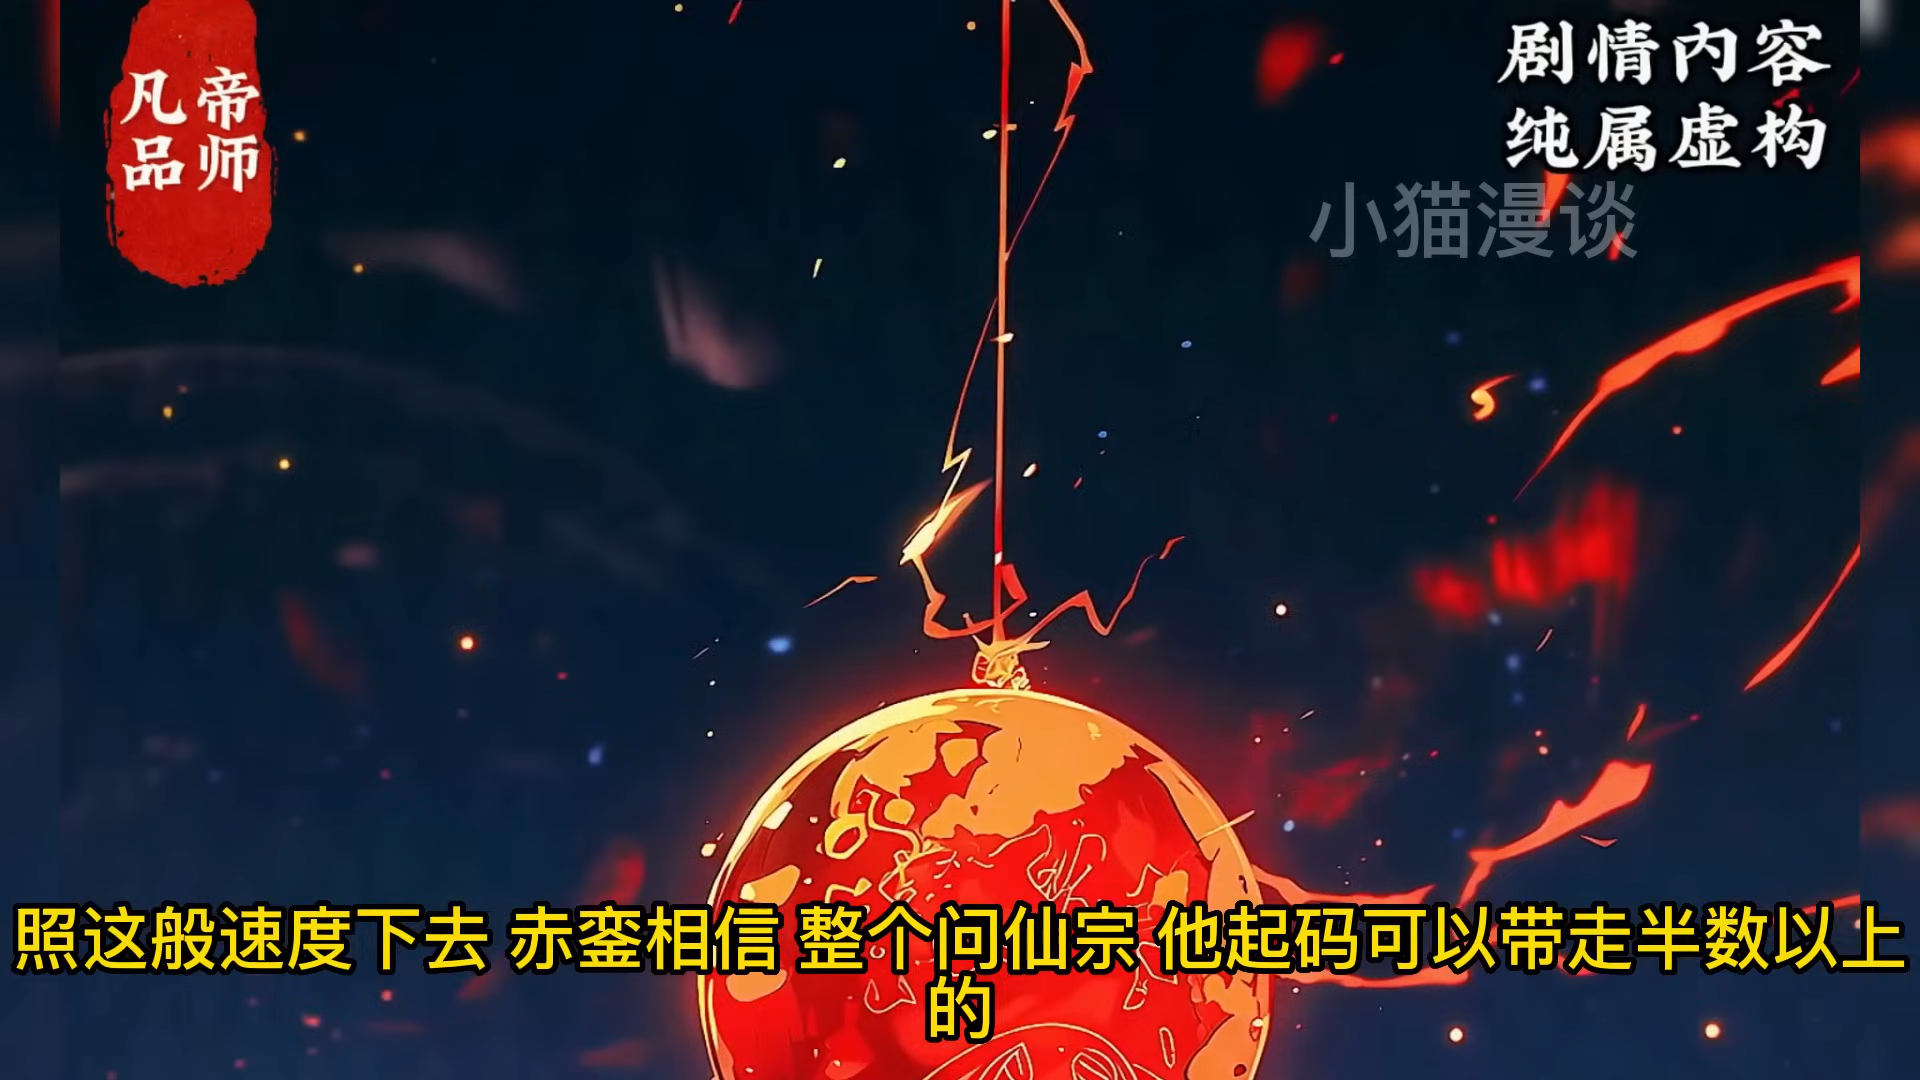 凡帝
品师
剧情内容
纯属虚构
小猫漫谈
照这般速度下去 赤銮相信 整个问仙宗 他起码可以带走半数以上
的